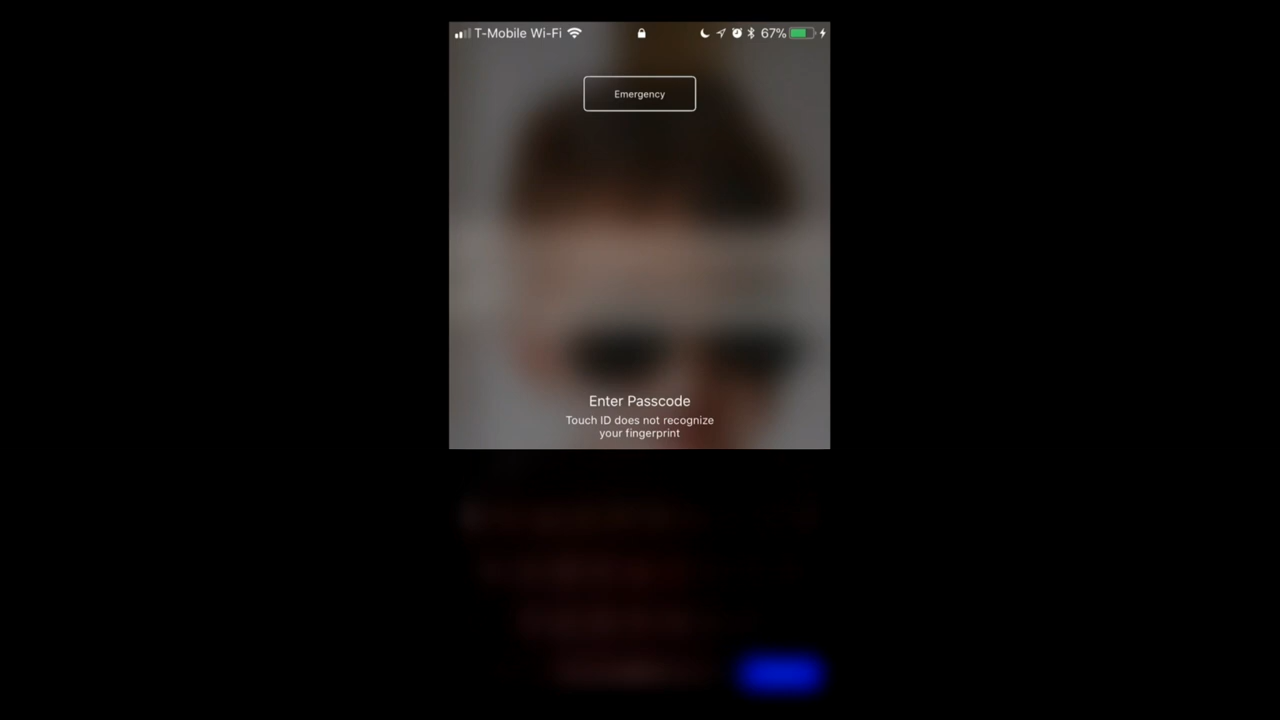 T-Mobile Wi-Fi 67%
Emergency
Enter Passcode
Touch ID does not recognize
your fingerprint